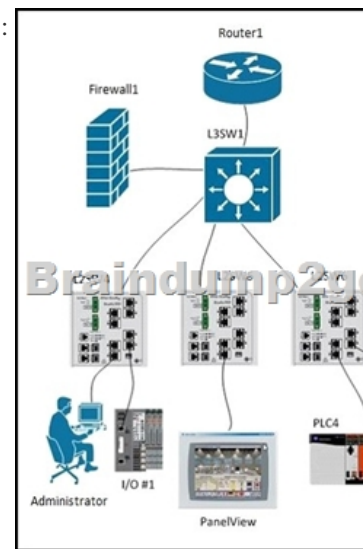 :
Router1
Firewall1
L3SW1
Braindump2go
PLC4
I/O #1
Administrator
PanelView